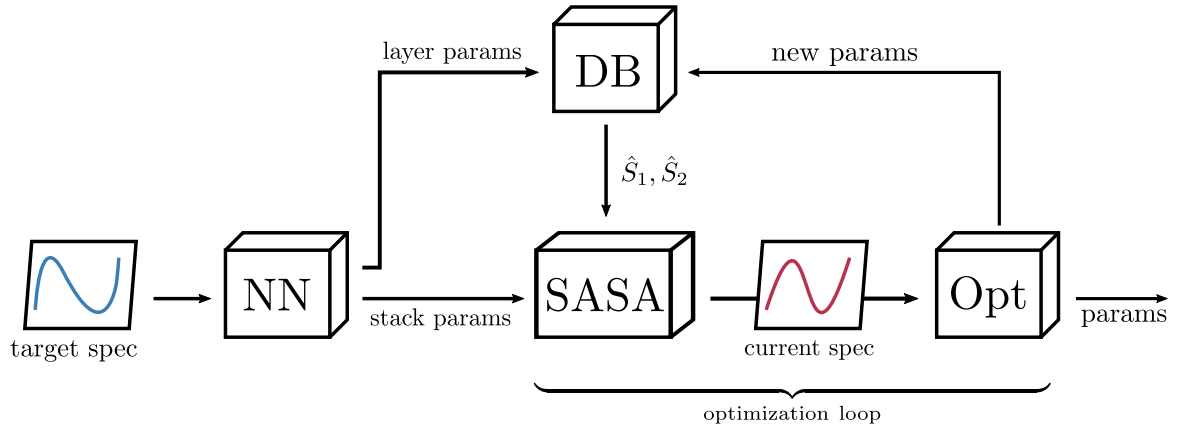 layer params
DB
new params
Ŝ₁, Ŝ₂
NN
SASA
Opt
stack params
params
target spec
current spec
optimization loop